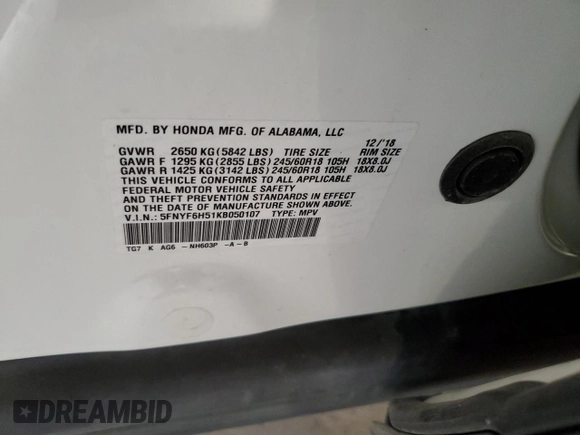 MFD. BY HONDA MFG. OF ALABAMA, LLC 12/'18
GVWR 2650 KG (5842 LBS) TIRE SIZE RIM SIZE
GAWR F 1295 KG (2855 LBS) 245/60R18 105H 18X8.0J
GAWR R 1425 KG (3142 LBS) 245/60R18 105H 18X8.0J
THIS VEHICLE CONFORMS TO ALL APPLICABLE
FEDERAL MOTOR VEHICLE SAFETY
AND THEFT PREVENTION STANDARDS IN EFFECT
ON THE DATE OF MANUFACTURE SHOWN ABOVE.
V.I.N.: 5FNYF6H51KB050107 TYPE: MPV
TG7 K AG6 -NH603P -A-B
DREAMBID